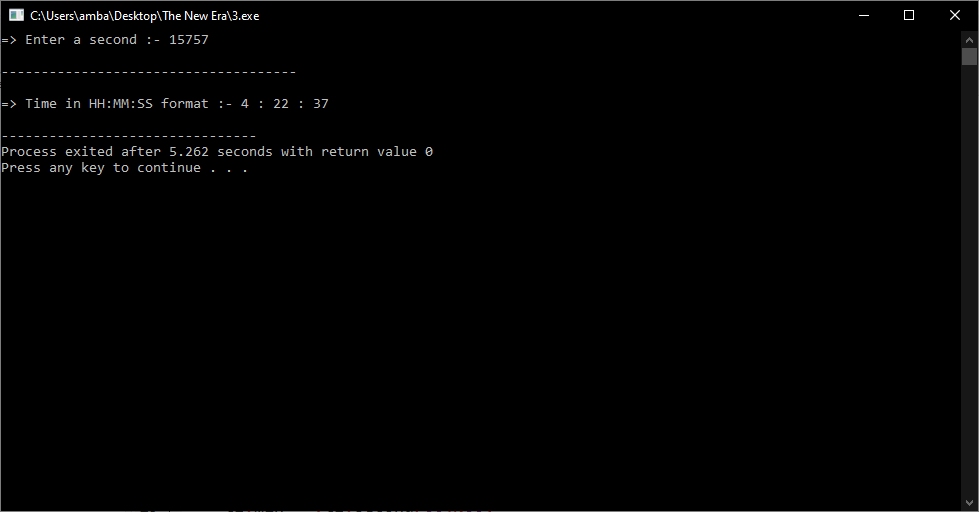 C:\Users\amba\Desktop\The New Era\3.exe
=> Enter a second :- 15757
-------------------------------------
=> Time in HH:MM:SS format :- 4 : 22 : 37
--------------------------------
Process exited after 5.262 seconds with return value 0
Press any key to continue . . .